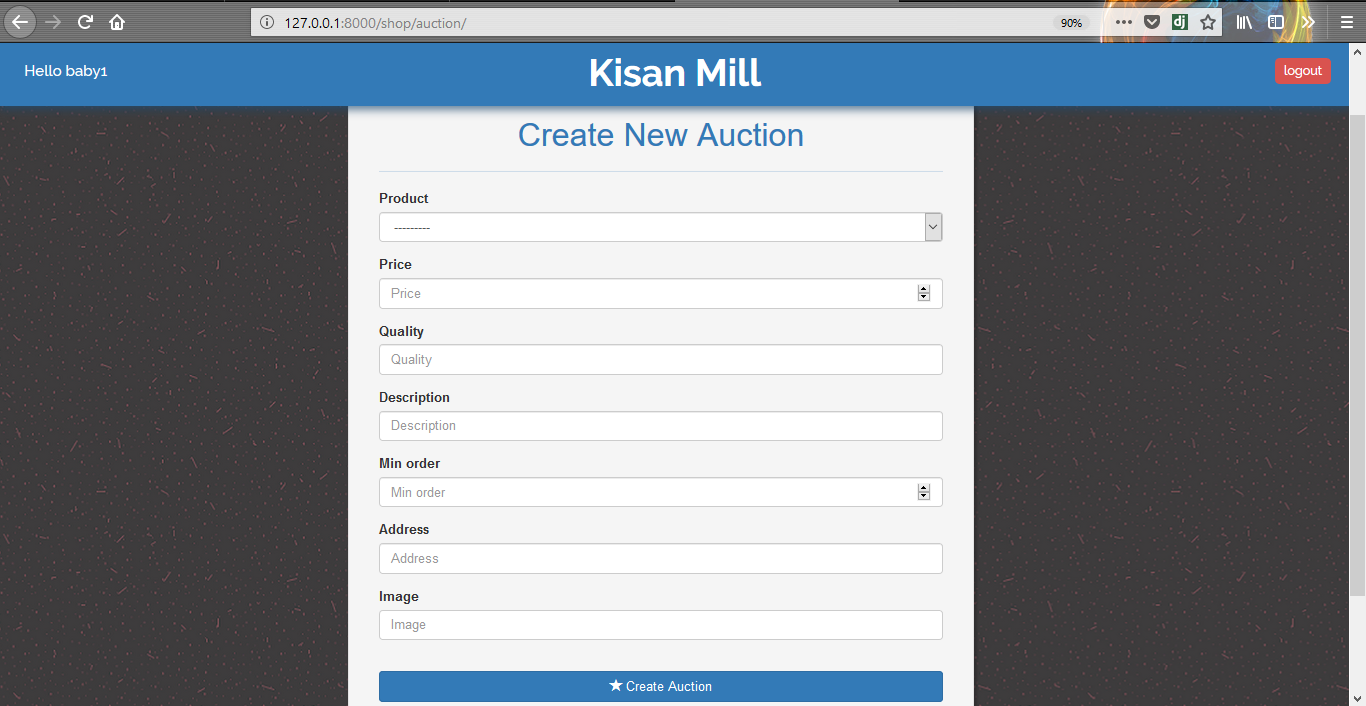 127.0.0.1:8000/shop/auction/
90%
dj
Hello baby1
Kisan Mill
logout
Create New Auction
Product
---------
Price
Price
Quality
Quality
Description
Description
Min order
Min order
Address
Address
Image
Image
Create Auction